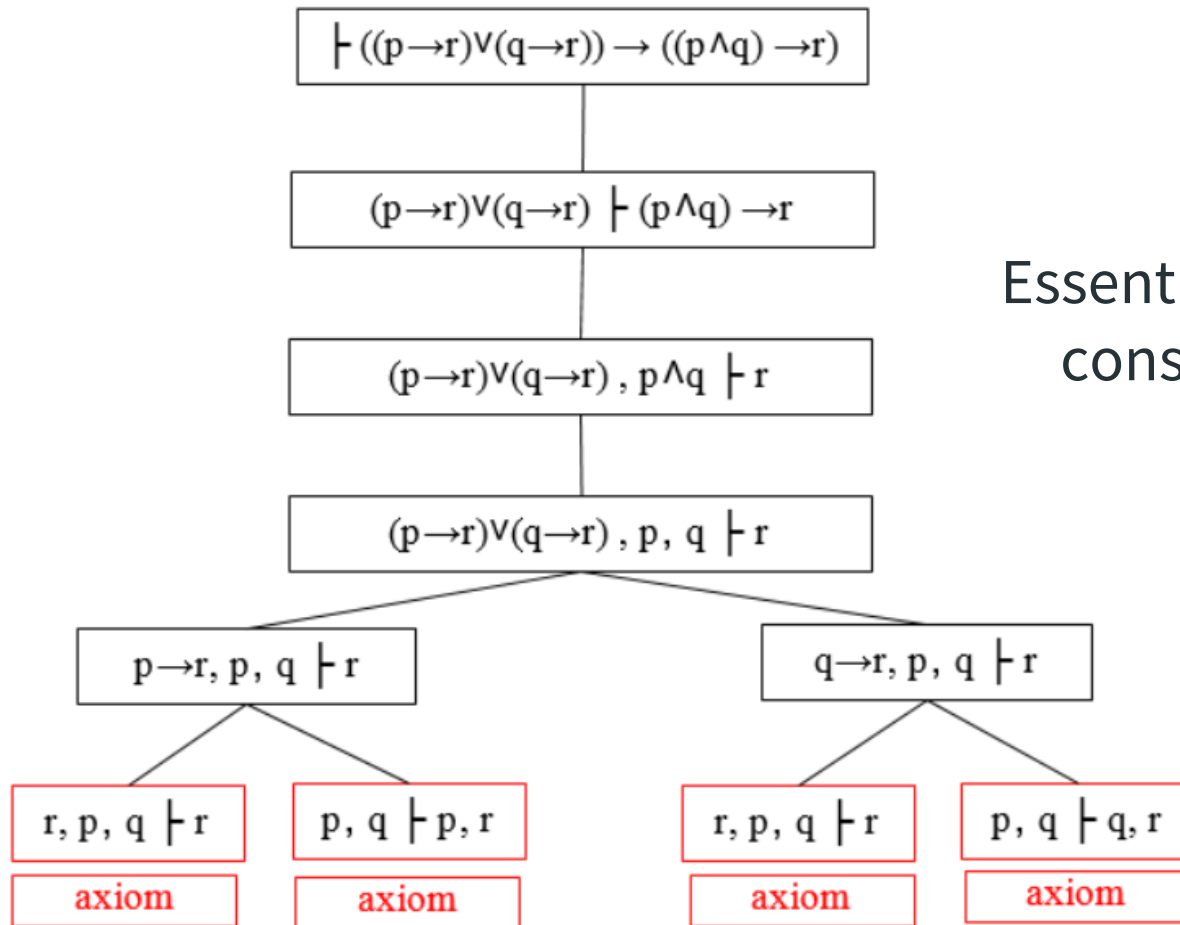 ├ ((p→r)∨(q→r)) → ((p∧q) →r)
(p→r)∨(q→r) ├ (p∧q) →r
(p→r)∨(q→r) , p∧q ├ r
(p→r)∨(q→r) , p, q ├ r
p→r, p, q ├ r
q→r, p, q ├ r
r, p, q ├ r
p, q ├ p, r
r, p, q ├ r
p, q ├ q, r
axiom
axiom
axiom
axiom
Essent
cons